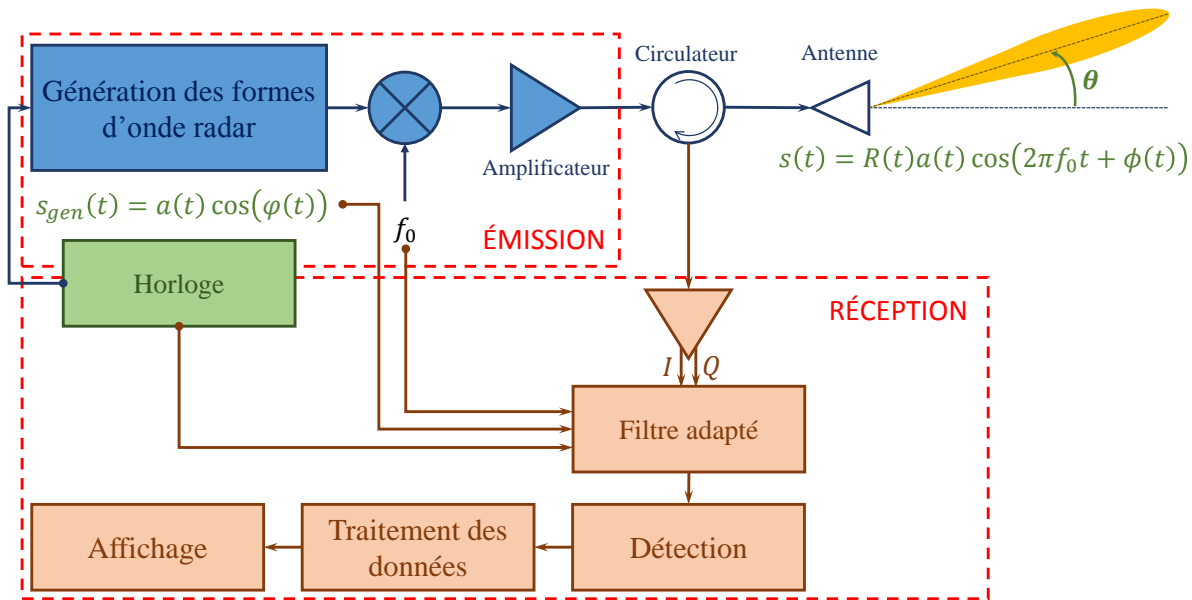 Génération des formes
d'onde radar
Circulateur
Antenne
θ
Amplificateur
s(t) = R(t)a(t) cos(2πf₀t + ϕ(t))
s_gen(t) = a(t) cos(φ(t))
f₀
ÉMISSION
Horloge
RÉCEPTION
I Q
Filtre adapté
Affichage
Traitement des
données
Détection